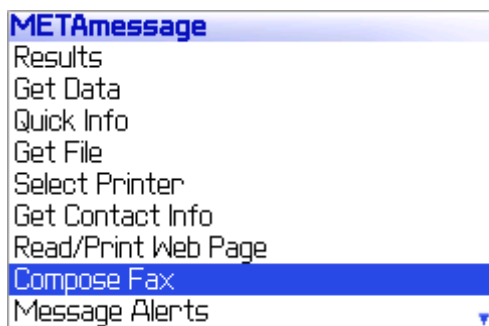 METAmessage
Results
Get Data
Quick Info
Get File
Select Printer
Get Contact Info
Read/Print Web Page
Compose Fax
Message Alerts